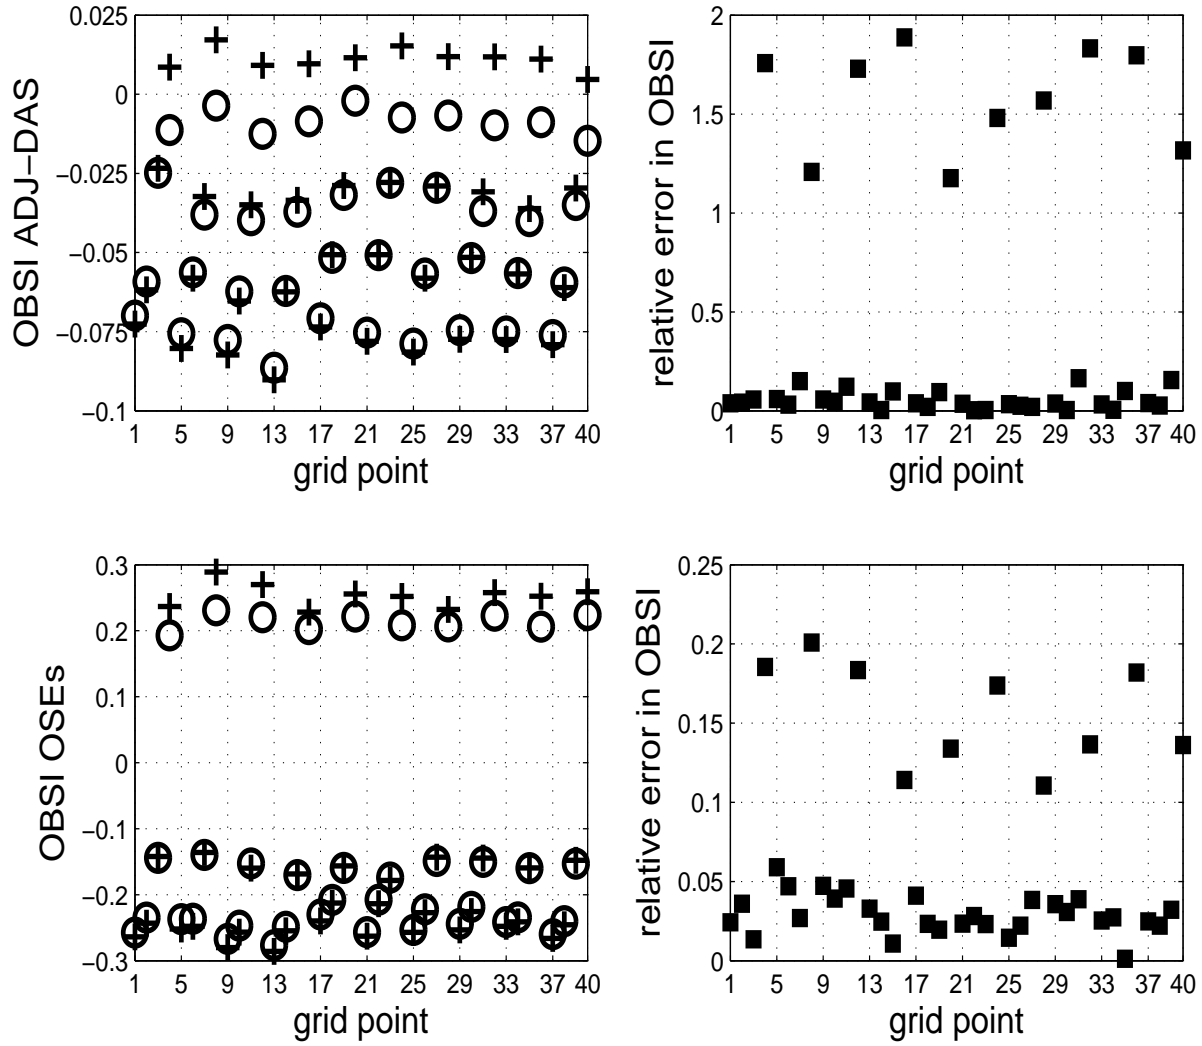 OBSI ADJ−DAS
0.025
0
−0.025
−0.05
−0.075
−0.1
1 5 9 13 17 21 25 29 33 37 40
grid point
relative error in OBSI
2
1.5
1
0.5
0
1 5 9 13 17 21 25 29 33 37 40
grid point
OBSI OSEs
0.3
0.2
0.1
0
−0.1
−0.2
−0.3
1 5 9 13 17 21 25 29 33 37 40
grid point
relative error in OBSI
0.25
0.2
0.15
0.1
0.05
0
1 5 9 13 17 21 25 29 33 37 40
grid point